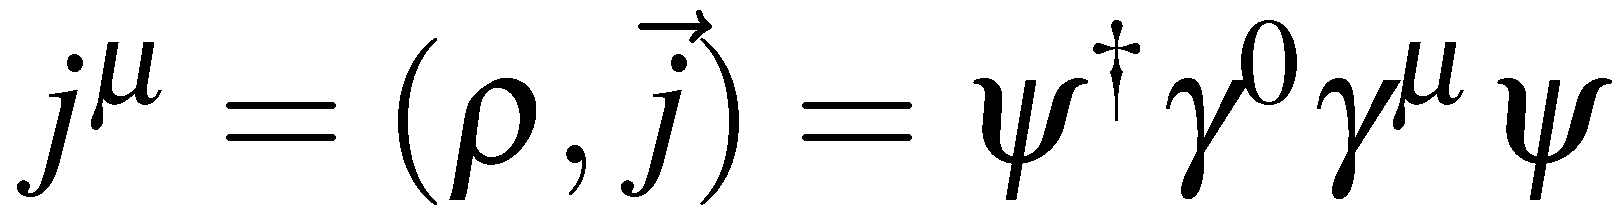 j^μ = (ρ, \vec{j}) = ψ^† γ^0 γ^μ ψ